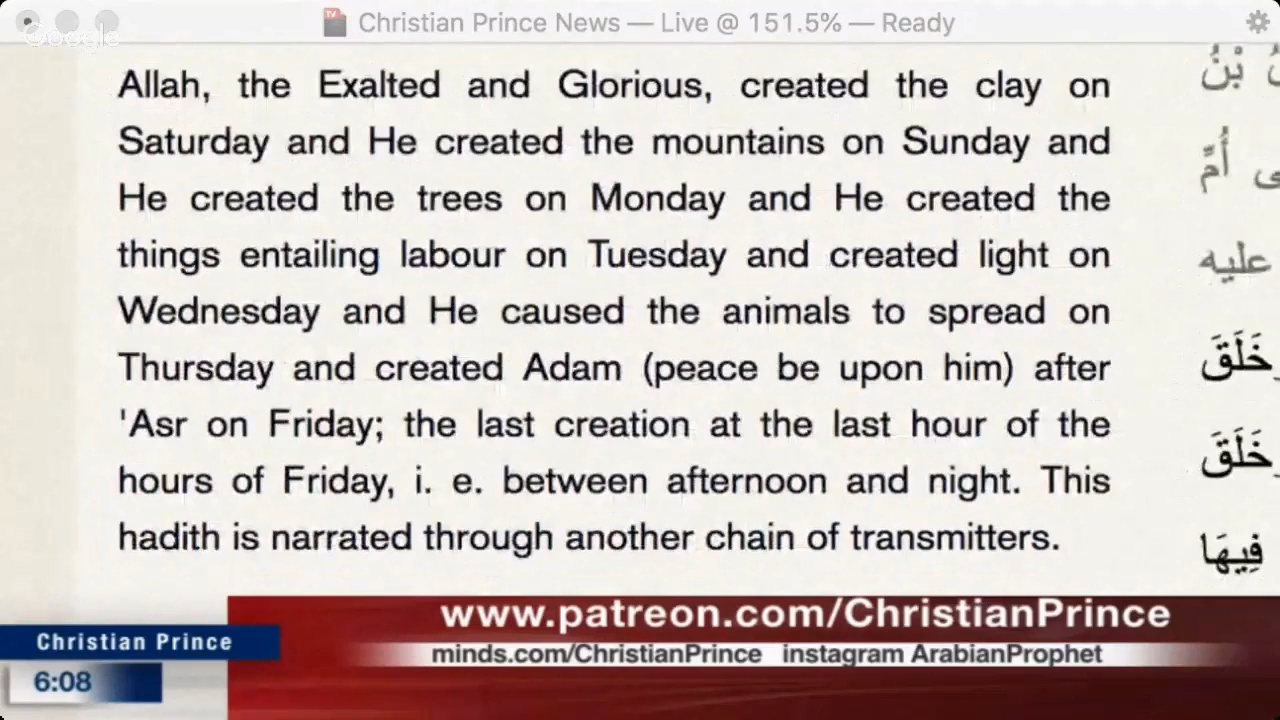 Christian Prince News — Live @ 151.5% — Ready
Google
Allah, the Exalted and Glorious, created the clay on
Saturday and He created the mountains on Sunday and
He created the trees on Monday and He created the
things entailing labour on Tuesday and created light on
Wednesday and He caused the animals to spread on
Thursday and created Adam (peace be upon him) after
'Asr on Friday; the last creation at the last hour of the
hours of Friday, i. e. between afternoon and night. This
hadith is narrated through another chain of transmitters.
بْنُ
أُمِّ
عليه
خَلَقَ
خَلَقَ
فِيهَا
www.patreon.com/ChristianPrince
Christian Prince
minds.com/ChristianPrince instagram ArabianProphet
6:08